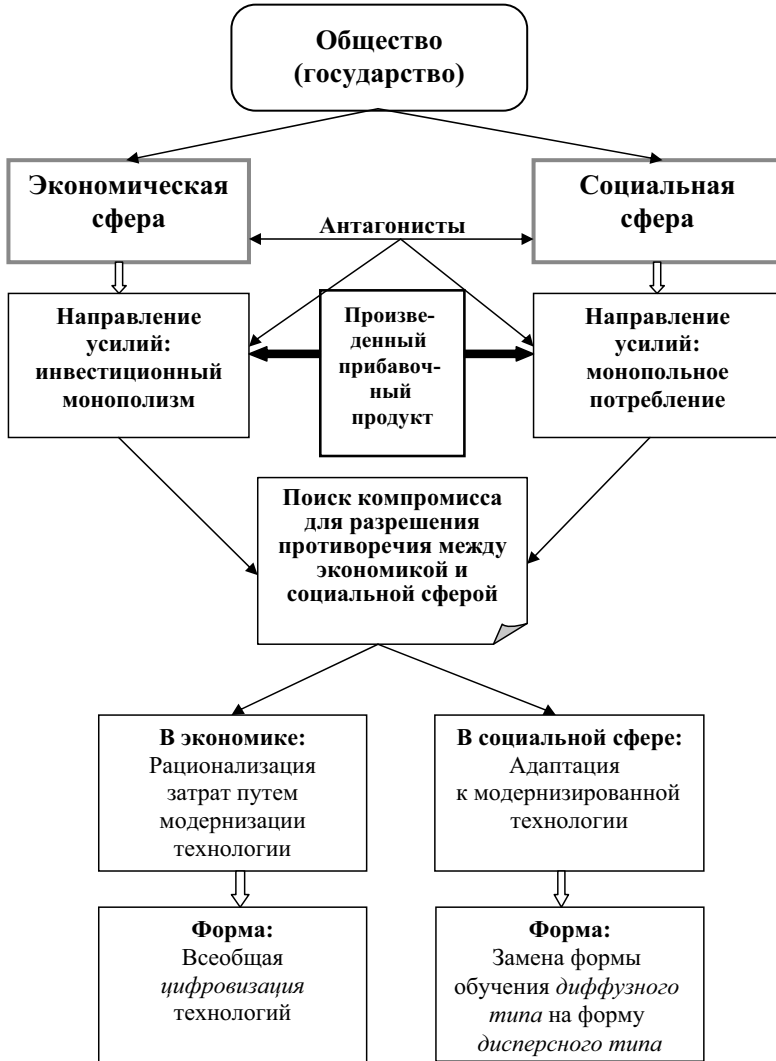 Общество
(государство)
Экономическая
сфера
Социальная
сфера
Антагонисты
Направление
усилий:
инвестиционный
монополизм
Произве-
денный
прибавоч-
ный
продукт
Направление
усилий:
монопольное
потребление
Поиск компромисса
для разрешения
противоречия между
экономикой и
социальной сферой
В экономике:
Рационализация
затрат путем
модернизации
технологии
В социальной сфере:
Адаптация
к модернизированной
технологии
Форма:
Всеобщая
цифровизация
технологий
Форма:
Замена формы
обучения диффузного
типа на форму
дисперсного типа